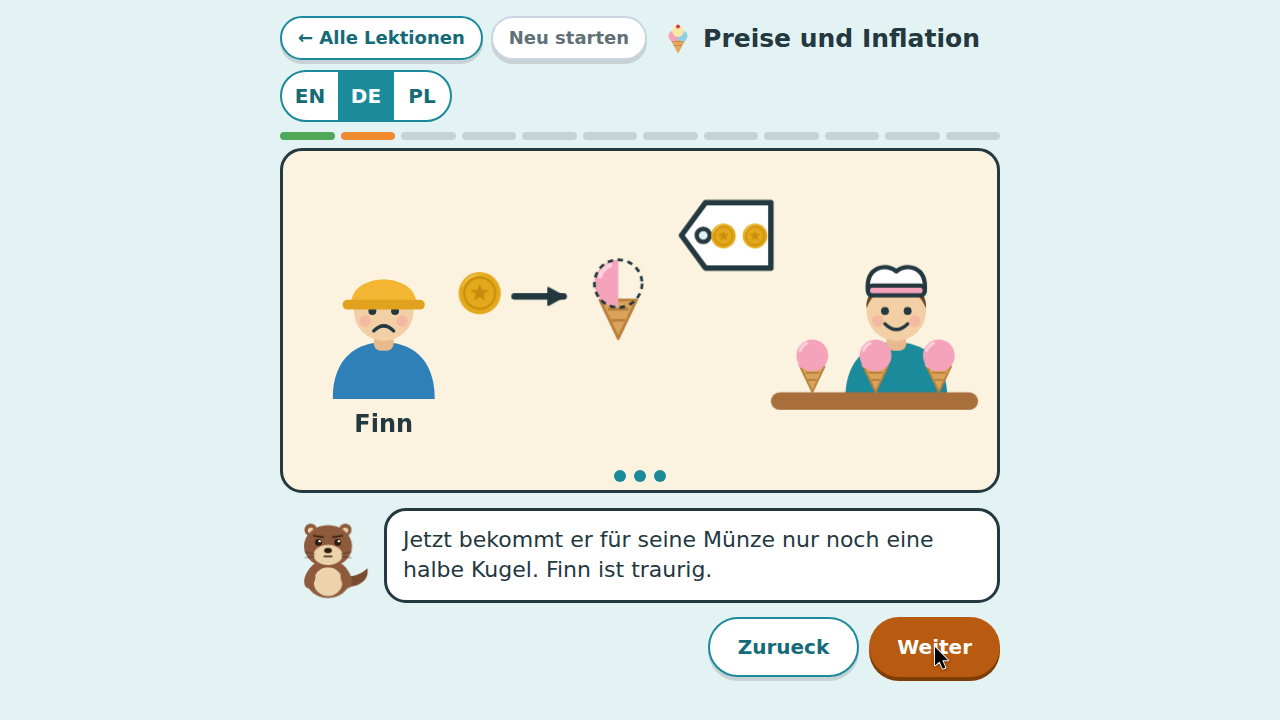 ← Alle Lektionen
Neu starten
Preise und Inflation
EN DE PL
Finn
Jetzt bekommt er für seine Münze nur noch eine
halbe Kugel. Finn ist traurig.
Zurueck
Weiter